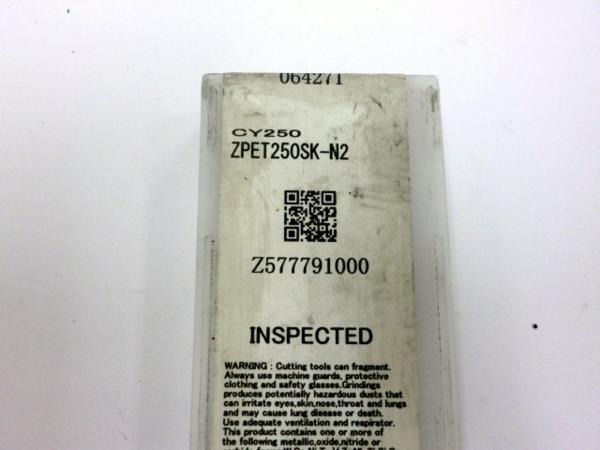 064271
CY250
ZPET250SK-N2
Z577791000
INSPECTED
WARNING : Cutting tools can fragment.
Always use machine guards, protective
clothing and safety glasses.Grindings
produces potentially hazardous dusts that
can irritate eyes,skin,nose,throat and lungs
and may cause lung disease or death.
Use adequate ventilation and respirator.
This product contains one or more of
the following metallic,oxide,nitride or